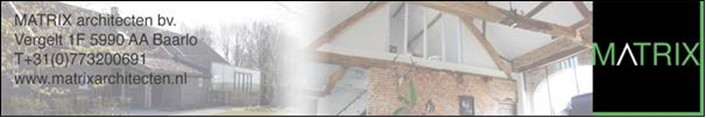 MATRIX architecten bv.
Vergelt 1F 5990 AA Baarlo
T+31(0)773200691
www.matrixarchitecten.nl
MATRIX